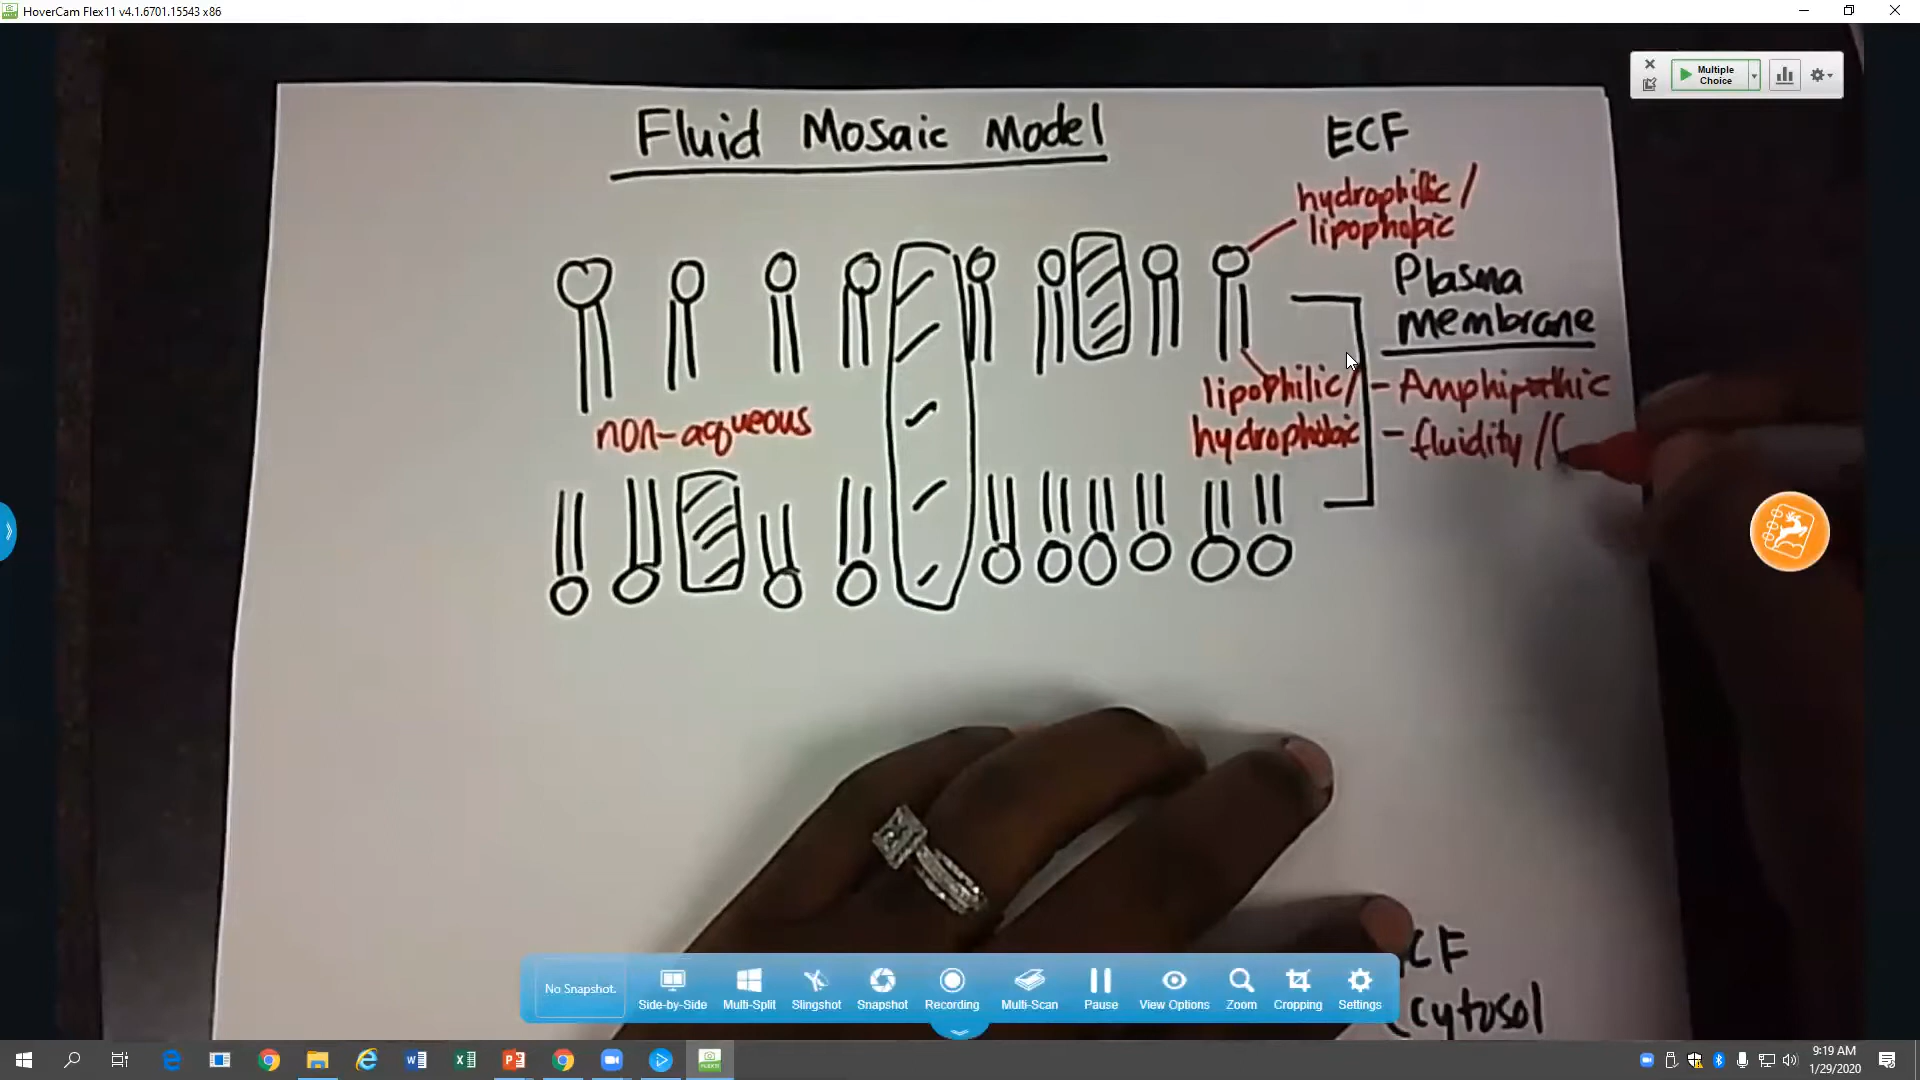 HoverCam Flex11 v4.1.6701.15543 x86
Multiple
Choice
Fluid Mosaic Model
ECF
hydrophilic/
lipophobic
Plasma
membrane
lipophilic/
hydrophobic
- Amphipathic
- fluidity/(
non-aqueous
CF
(cytosol
No Snapshot.
Side-by-Side
Multi-Split
Slingshot
Snapshot
Recording
Multi-Scan
Pause
View Options
Zoom
Cropping
Settings
9:19 AM
1/29/2020